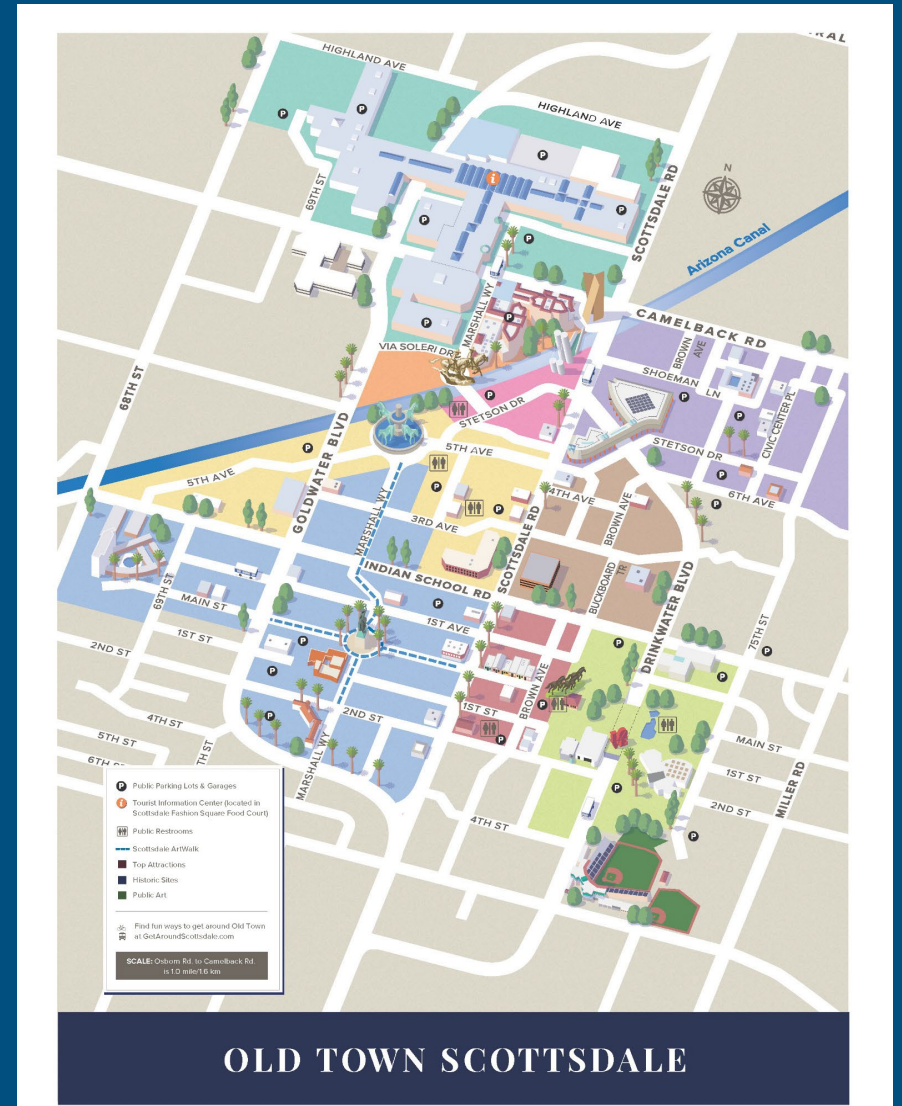 HIGHLAND AVE
HIGHLAND AVE
P
P
P
i
69TH ST
P
P
P
N
SCOTTSDALE RD
Arizona Canal
MARSHALL WY
P
P
CAMELBACK RD
VIA SOLERI DR
BROWN AVE
SHOEMAN LN
68TH ST
P
P
P
CIVIC CENTER PL
STETSON DR
STETSON DR
5TH AVE
P
P
5TH AVE
GOLDWATER BLVD
P
4TH AVE
6TH AVE
MARSHALL WY
3RD AVE
P
SCOTTSDALE RD
BROWN AVE
INDIAN SCHOOL RD
BUCKBOARD TR
DRINKWATER BLVD
69TH ST
MAIN ST
P
1ST AVE
75TH ST
1ST ST
P
P
P
2ND ST
P
P
BROWN AVE
2ND ST
1ST ST
P
4TH ST
P
P
MAIN ST
5TH ST
6TH
TH ST
MARSHALL WY
1ST ST
MILLER RD
P
2ND ST
4TH ST
P
P Public Parking Lots & Garages
i Tourist Information Center (located in
Scottsdale Fashion Square Food Court)
Public Restrooms
Scottsdale ArtWalk
Top Attractions
Historic Sites
Public Art
Find fun ways to get around Old Town
at GetAroundScottsdale.com
SCALE: Osborn Rd. to Camelback Rd.
is 1.0 mile/1.6 km
OLD TOWN SCOTTSDALE